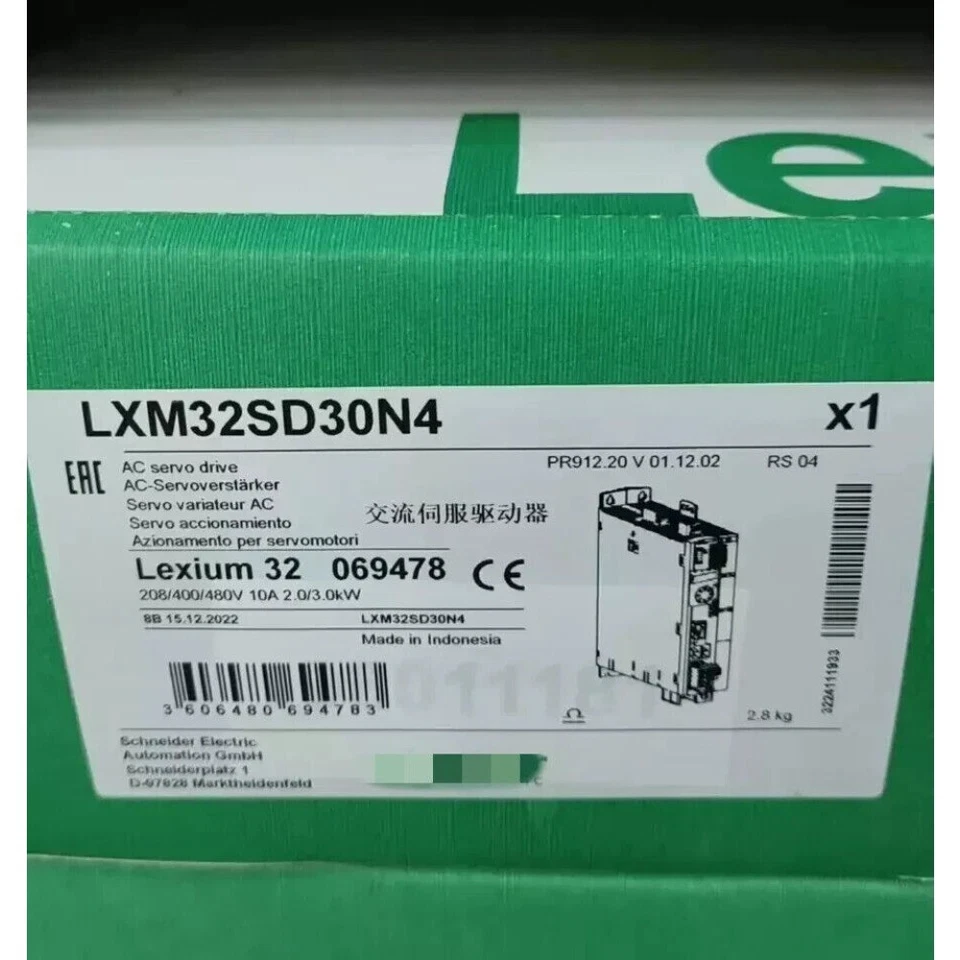 Le
LXM32SD30N4 x1
EAC
AC servo drive PR912.20 V 01.12.02 RS 04
AC-Servoverstärker
Servo variateur AC
Servo accionamiento 交流伺服驱动器
Azionamento per servomotori
Lexium 32 069478 CE
208/400/480V 10A 2.0/3.0kW
8B 15.12.2022 LXM32SD30N4
Made in Indonesia
3 606480 694783
2.8 kg
3224111933
Schneider Electric
Automation GmbH
Schneiderplatz 1
D-97828 Marktheidenfeld